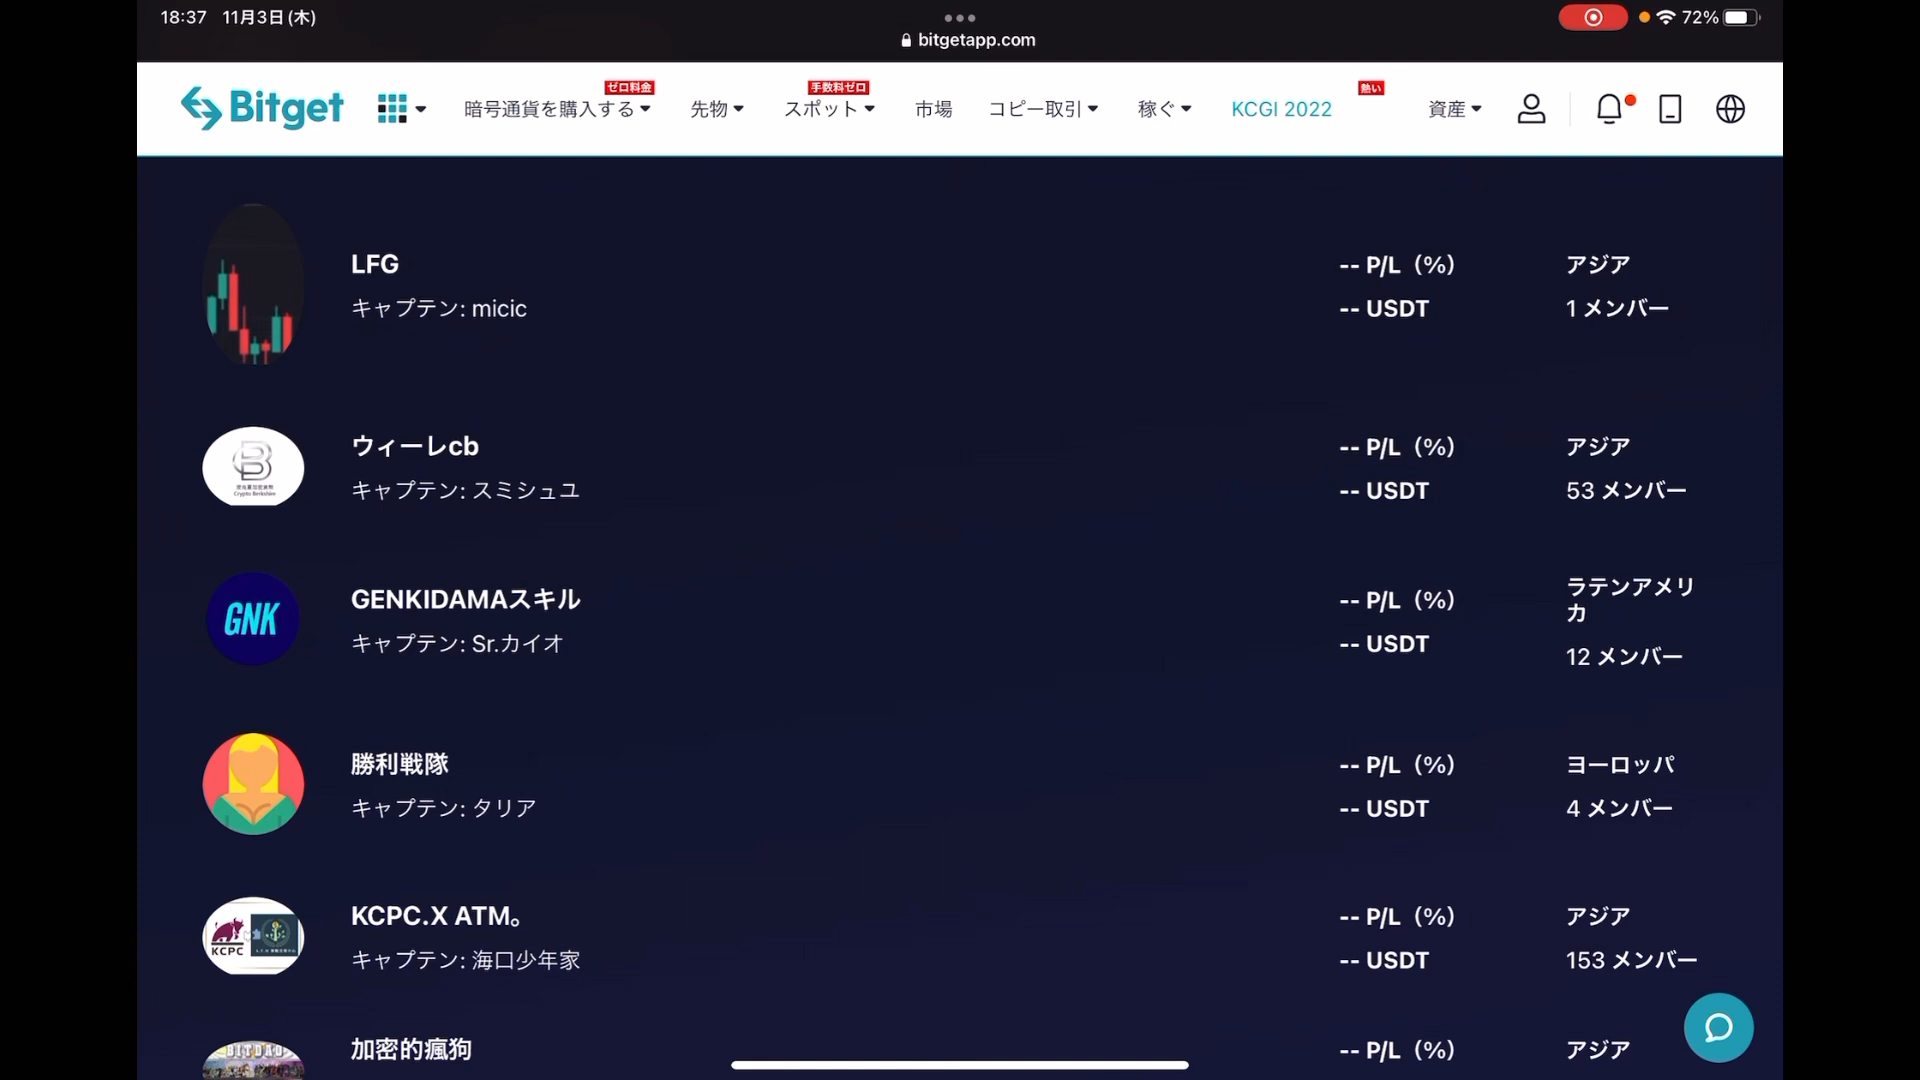 18:37 11月3日(木)
72%
bitgetapp.com
Bitget
暗号通貨を購入する
ゼロ料金
先物
スポット
手数料ゼロ
市場
コピー取引
稼ぐ
KCGI 2022
熱い
資産
LFG
キャプテン: micic
-- P/L（%）
-- USDT
アジア
1 メンバー
Crypto Berkshire
ウィーレcb
キャプテン: スミシュユ
-- P/L（%）
-- USDT
アジア
53 メンバー
GNK
GENKIDAMAスキル
キャプテン: Sr.カイオ
-- P/L（%）
-- USDT
ラテンアメリ
カ
12 メンバー
勝利戦隊
キャプテン: タリア
-- P/L（%）
-- USDT
ヨーロッパ
4 メンバー
KCPC
KCPC.X ATM。
キャプテン: 海口少年家
-- P/L（%）
-- USDT
アジア
153 メンバー
BITDAO
加密的瘋狗
-- P/L（%）
アジア